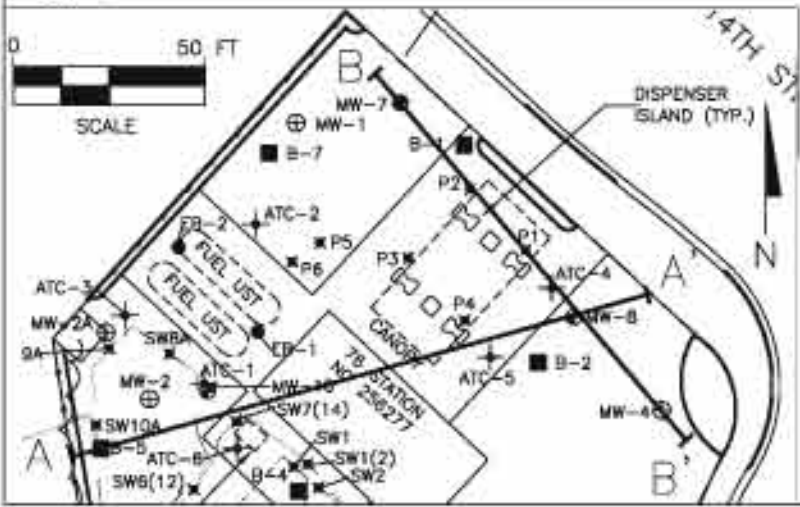 0 50 FT
SCALE
14TH ST.
B
MW-7
MW-1
B-7
B-1
DISPENSER
ISLAND (TYP.)
P2
ATC-2
EB-2
P5
P6
P3
P1
FUEL UST
FUEL UST
ATC-4
A'
N
ATC-3
P4
CANOPY
MW-8
MW-2A
9A
SW8A
EB-1
76 STATION
NO. 256277
ATC-5
B-2
ATC-1
MW-2
SW7(14)
MW-4
SW10A
A
B-5
ATC-6
SW1
SW1(2)
B-4
SW2
SW6(12)
B'